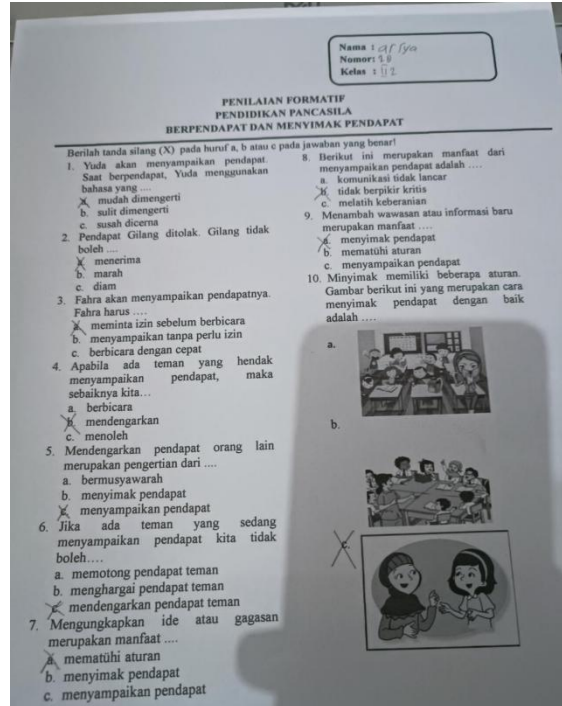 Nama : arsya
Nomor: 28
Kelas : II 2
PENILAIAN FORMATIF
PENDIDIKAN PANCASILA
BERPENDAPAT DAN MENYIMAK PENDAPAT
Berilah tanda silang (X) pada huruf a, b atau c pada jawaban yang benar!
1. Yuda akan menyampaikan pendapat.
Saat berpendapat, Yuda menggunakan
bahasa yang ....
a. mudah dimengerti
b. sulit dimengerti
c. susah dicerna
2. Pendapat Gilang ditolak. Gilang tidak
boleh ....
a. menerima
b. marah
c. diam
3. Fahra akan menyampaikan pendapatnya.
Fahra harus ....
a. meminta izin sebelum berbicara
b. menyampaikan tanpa perlu izin
c. berbicara dengan cepat
4. Apabila ada teman yang hendak
menyampaikan pendapat, maka
sebaiknya kita...
a. berbicara
b. mendengarkan
c. menoleh
5. Mendengarkan pendapat orang lain
merupakan pengertian dari ....
a. bermusyawarah
b. menyimak pendapat
c. menyampaikan pendapat
6. Jika ada teman yang sedang
menyampaikan pendapat kita tidak
boleh....
a. memotong pendapat teman
b. menghargai pendapat teman
c. mendengarkan pendapat teman
7. Mengungkapkan ide atau gagasan
merupakan manfaat ....
a. mematuhi aturan
b. menyimak pendapat
c. menyampaikan pendapat
8. Berikut ini merupakan manfaat dari
menyampaikan pendapat adalah ....
a. komunikasi tidak lancar
b. tidak berpikir kritis
c. melatih keberanian
9. Menambah wawasan atau informasi baru
merupakan manfaat ....
a. menyimak pendapat
b. mematuhi aturan
c. menyampaikan pendapat
10. Minyimak memiliki beberapa aturan.
Gambar berikut ini yang merupakan cara
menyimak pendapat dengan baik
adalah ....
a.
b.
c.